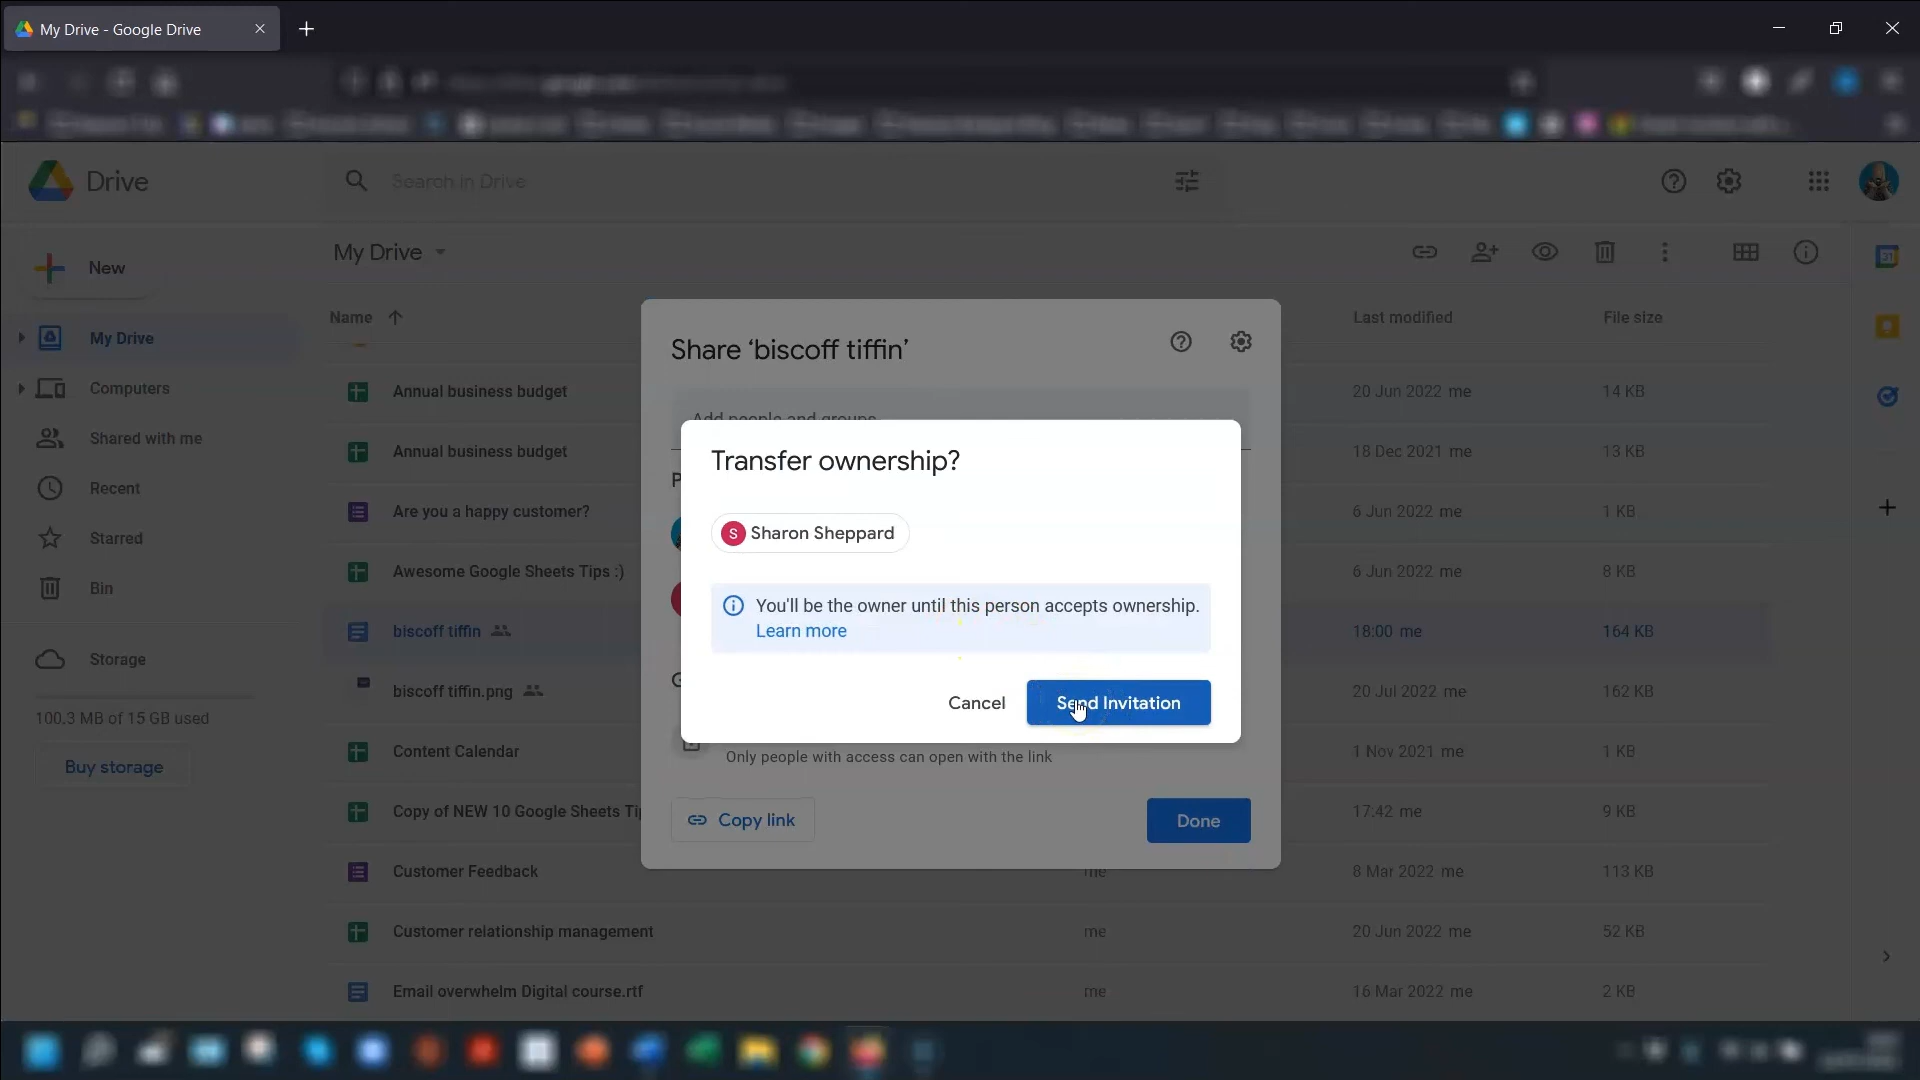 My Drive - Google Drive
Drive
Search in Drive
My Drive
New
Name
Last modified
File size
My Drive
Computers
Shared with me
Recent
Starred
Bin
Storage
100.3 MB of 15 GB used
Buy storage
Annual business budget
20 Jun 2022 me
14 KB
Annual business budget
18 Dec 2021 me
13 KB
Are you a happy customer?
6 Jun 2022 me
1 KB
Awesome Google Sheets Tips :)
6 Jun 2022 me
8 KB
biscoff tiffin
18:00 me
164 KB
biscoff tiffin.png
20 Jul 2022 me
162 KB
Content Calendar
1 Nov 2021 me
1 KB
Copy of NEW 10 Google Sheets Ti
17:42 me
9 KB
Customer Feedback
me
8 Mar 2022 me
113 KB
Customer relationship management
me
20 Jun 2022 me
52 KB
Email overwhelm Digital course.rtf
me
16 Mar 2022 me
2 KB
Share ‘biscoff tiffin’
Add people and groups
Transfer ownership?
S Sharon Sheppard
You'll be the owner until this person accepts ownership.
Learn more
Cancel
Send Invitation
Only people with access can open with the link
Copy link
Done